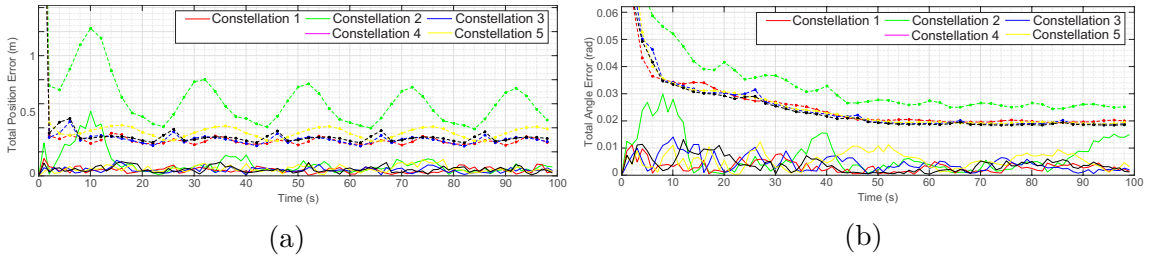 Constellation 1 Constellation 2 Constellation 3
Constellation 4 Constellation 5
Total Position Error (m)
1
0.5
0
0 10 20 30 40 50 60 70 80 90 100
Time (s)
(a)
Constellation 1 Constellation 2 Constellation 3
Constellation 4 Constellation 5
Total Angle Error (rad)
0.06
0.05
0.04
0.03
0.02
0.01
0
0 10 20 30 40 50 60 70 80 90 100
Time (s)
(b)